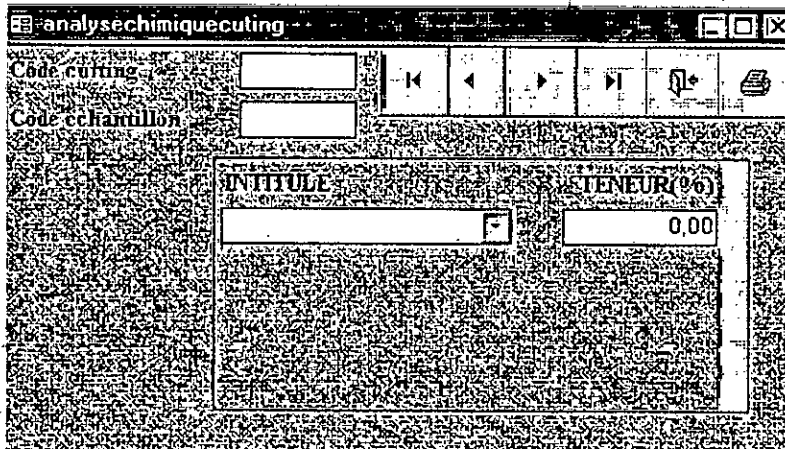 analysechimiquecuting
Code cutting
Code echantillon
INTITULE TENEUR(%)
0,00